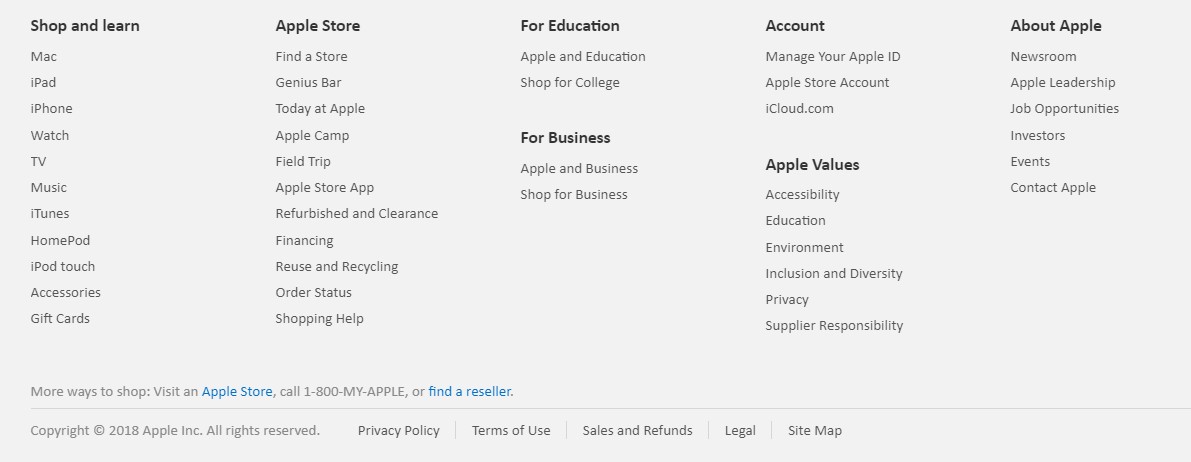 Shop and learn
Mac
iPad
iPhone
Watch
TV
Music
iTunes
HomePod
iPod touch
Accessories
Gift Cards
Apple Store
Find a Store
Genius Bar
Today at Apple
Apple Camp
Field Trip
Apple Store App
Refurbished and Clearance
Financing
Reuse and Recycling
Order Status
Shopping Help
For Education
Apple and Education
Shop for College
For Business
Apple and Business
Shop for Business
Account
Manage Your Apple ID
Apple Store Account
iCloud.com
Apple Values
Accessibility
Education
Environment
Inclusion and Diversity
Privacy
Supplier Responsibility
About Apple
Newsroom
Apple Leadership
Job Opportunities
Investors
Events
Contact Apple
More ways to shop: Visit an Apple Store, call 1-800-MY-APPLE, or find a reseller.
Copyright © 2018 Apple Inc. All rights reserved. Privacy Policy Terms of Use Sales and Refunds Legal Site Map